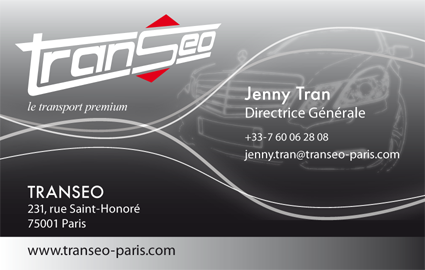 transeo
le transport premium
Jenny Tran
Directrice Générale
+33-7 60 06 28 08
jenny.tran@transeo-paris.com
TRANSEO
231, rue Saint-Honoré
75001 Paris
www.transeo-paris.com